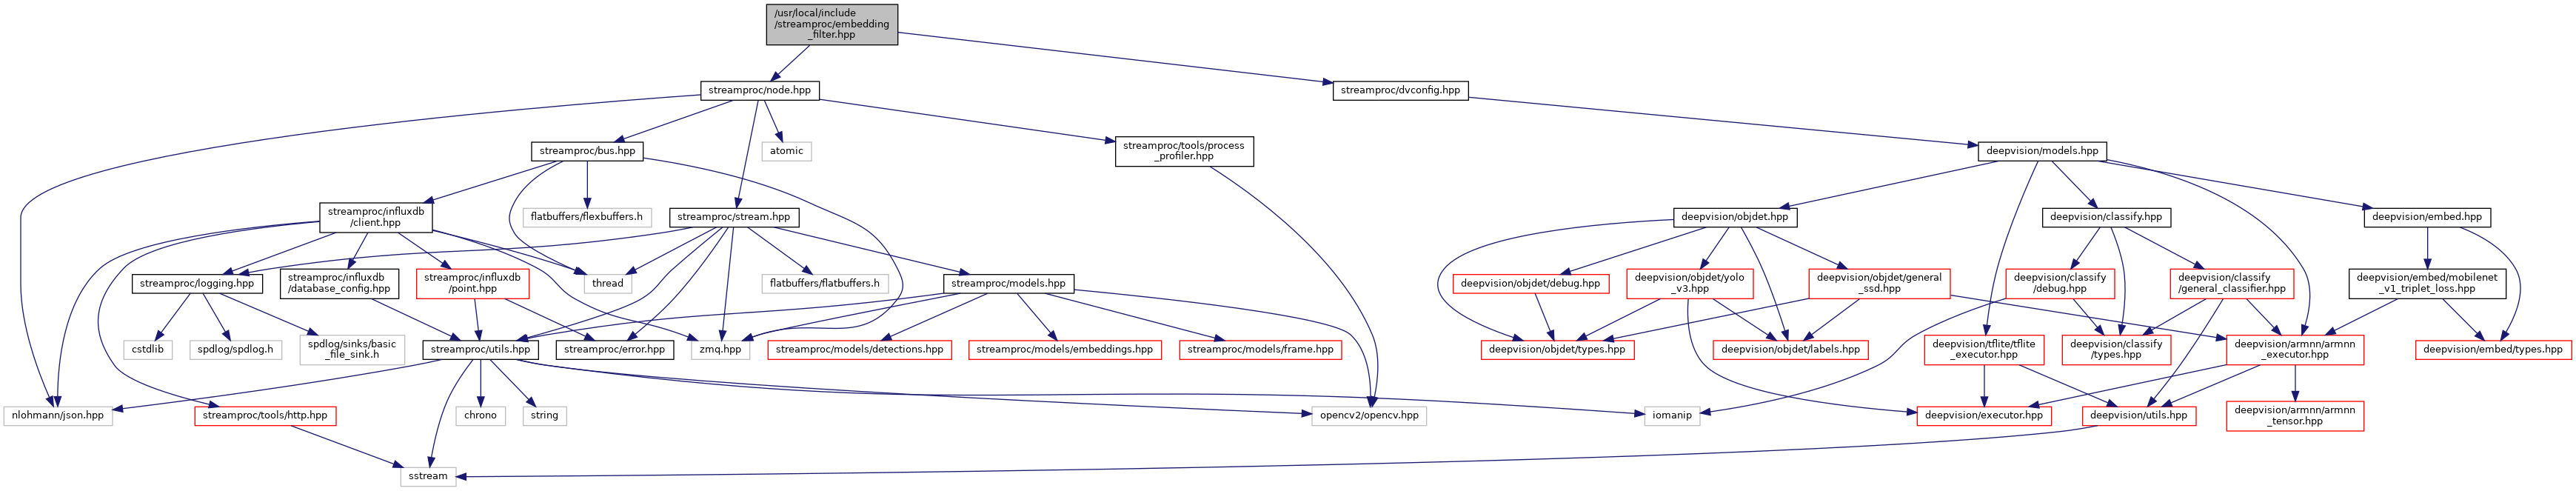 /usr/local/include
/streamproc/embedding
_filter.hpp
streamproc/node.hpp
streamproc/dvconfig.hpp
streamproc/bus.hpp
atomic
streamproc/tools/process
_profiler.hpp
deepvision/models.hpp
streamproc/influxdb
/client.hpp
flatbuffers/flexbuffers.h
streamproc/stream.hpp
deepvision/objdet.hpp
deepvision/classify.hpp
deepvision/embed.hpp
streamproc/logging.hpp
streamproc/influxdb
/database_config.hpp
streamproc/influxdb
/point.hpp
thread
flatbuffers/flatbuffers.h
streamproc/models.hpp
deepvision/objdet/debug.hpp
deepvision/objdet/yolo
_v3.hpp
deepvision/objdet/general
_ssd.hpp
deepvision/classify
/debug.hpp
deepvision/classify
/general_classifier.hpp
deepvision/embed/mobilenet
_v1_triplet_loss.hpp
cstdlib
spdlog/spdlog.h
spdlog/sinks/basic
_file_sink.h
streamproc/utils.hpp
streamproc/error.hpp
zmq.hpp
streamproc/models/detections.hpp
streamproc/models/embeddings.hpp
streamproc/models/frame.hpp
deepvision/objdet/types.hpp
deepvision/objdet/labels.hpp
deepvision/tflite/tflite
_executor.hpp
deepvision/classify
/types.hpp
deepvision/armnn/armnn
_executor.hpp
deepvision/embed/types.hpp
nlohmann/json.hpp
streamproc/tools/http.hpp
chrono
string
opencv2/opencv.hpp
iomanip
deepvision/executor.hpp
deepvision/utils.hpp
deepvision/armnn/armnn
_tensor.hpp
sstream